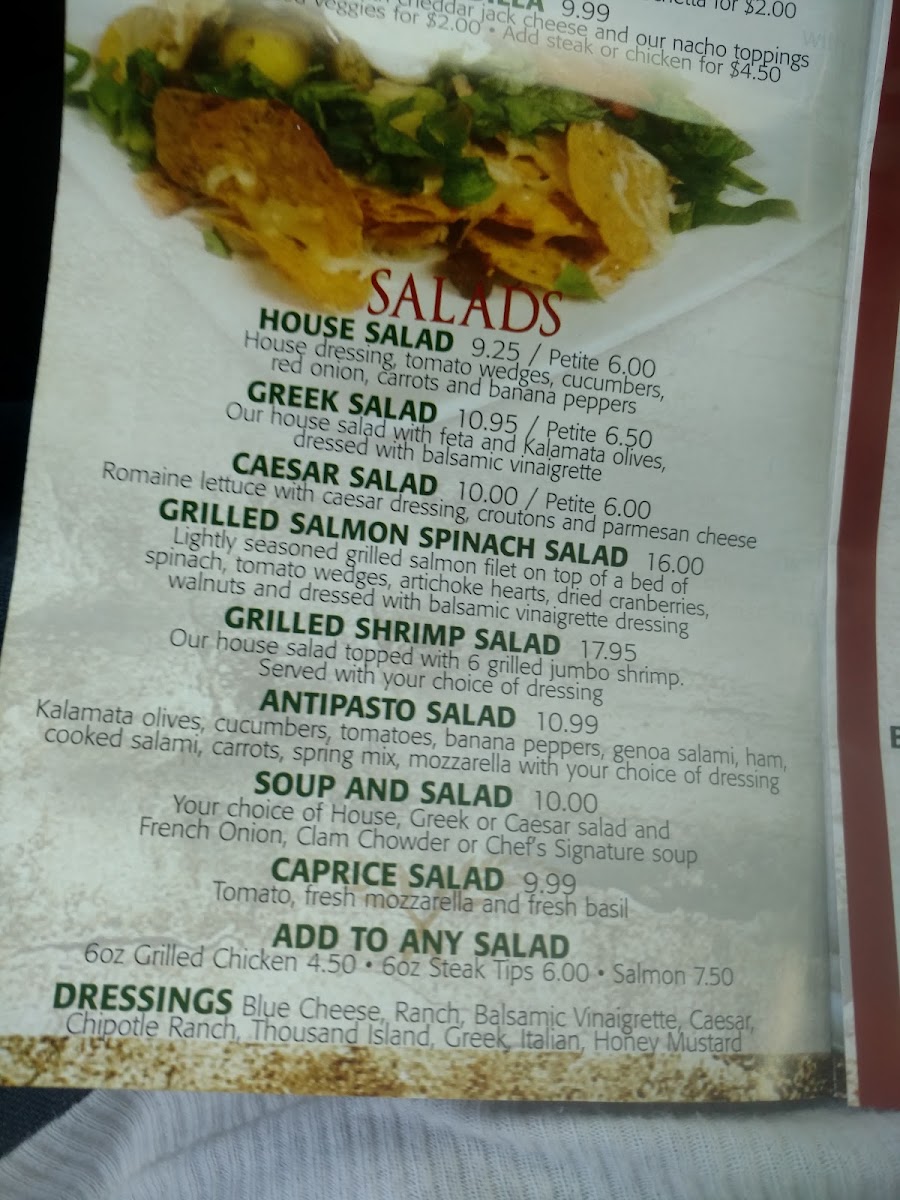 9.99
for $2.00
cheddar jack cheese and our nacho toppings
veggies for $2.00 • Add steak or chicken for $4.50
SALADS
HOUSE SALAD 9.25 / Petite 6.00
House dressing, tomato wedges, cucumbers,
red onion, carrots and banana peppers
GREEK SALAD 10.95 / Petite 6.50
Our house salad with feta and Kalamata olives,
dressed with balsamic vinaigrette
CAESAR SALAD 10.00 / Petite 6.00
Romaine lettuce with caesar dressing, croutons and parmesan cheese
GRILLED SALMON SPINACH SALAD 16.00
Lightly seasoned grilled salmon filet on top of a bed of
spinach, tomato wedges, artichoke hearts, dried cranberries,
walnuts and dressed with balsamic vinaigrette dressing
GRILLED SHRIMP SALAD 17.95
Our house salad topped with 6 grilled jumbo shrimp.
Served with your choice of dressing
ANTIPASTO SALAD 10.99
Kalamata olives, cucumbers, tomatoes, banana peppers, genoa salami, ham,
cooked salami, carrots, spring mix, mozzarella with your choice of dressing
SOUP AND SALAD 10.00
Your choice of House, Greek or Caesar salad and
French Onion, Clam Chowder or Chef's Signature soup
CAPRICE SALAD 9.99
Tomato, fresh mozzarella and fresh basil
ADD TO ANY SALAD
6oz Grilled Chicken 4.50 • 6oz Steak Tips 6.00 • Salmon 7.50
DRESSINGS Blue Cheese, Ranch, Balsamic Vinaigrette, Caesar,
Chipotle Ranch, Thousand Island, Greek, Italian, Honey Mustard